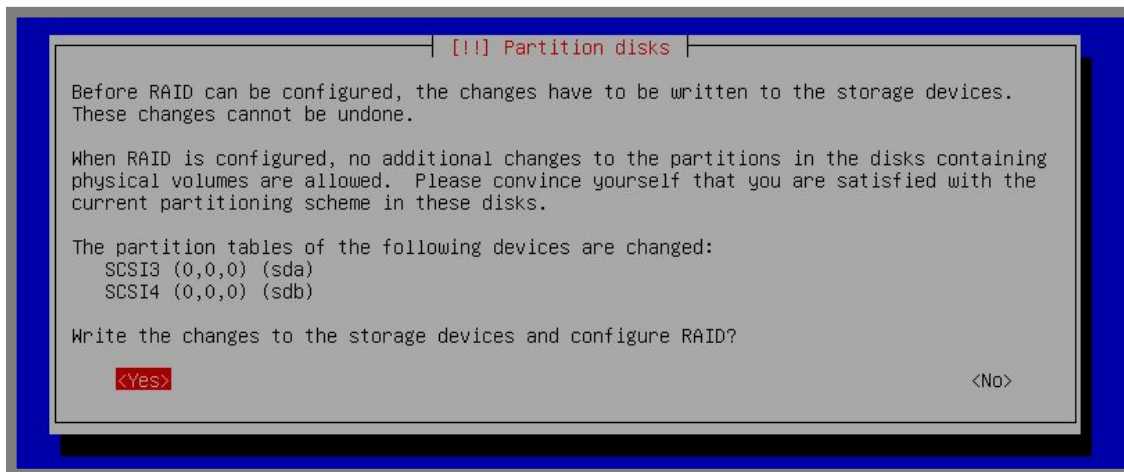 [!!] Partition disks
Before RAID can be configured, the changes have to be written to the storage devices.
These changes cannot be undone.
When RAID is configured, no additional changes to the partitions in the disks containing
physical volumes are allowed.  Please convince yourself that you are satisfied with the
current partitioning scheme in these disks.
The partition tables of the following devices are changed:
SCSI3 (0,0,0) (sda)
SCSI4 (0,0,0) (sdb)
Write the changes to the storage devices and configure RAID?
<Yes> <No>